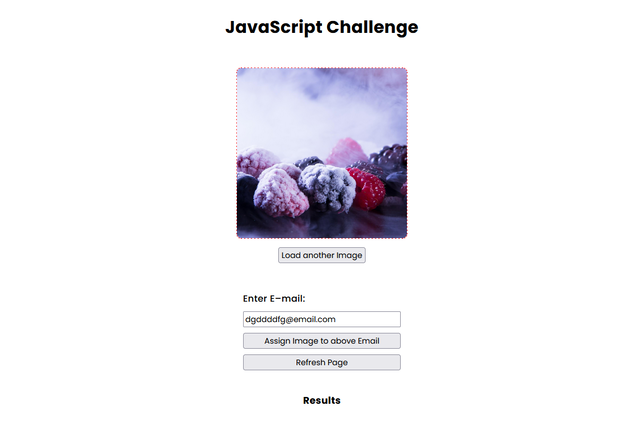 JavaScript Challenge
Load another Image
Enter E-mail:
dgddddfg@email.com
Assign Image to above Email
Refresh Page
Results